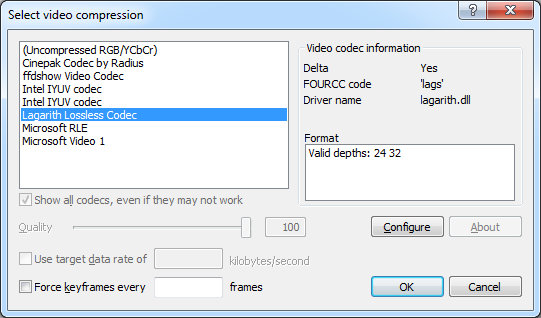 Select video compression
(Uncompressed RGB/YCbCr)
Cinepak Codec by Radius
ffdshow Video Codec
Intel IYUV codec
Intel IYUV codec
Lagarith Lossless Codec
Microsoft RLE
Microsoft Video 1
Show all codecs, even if they may not work
Video codec information
Delta Yes
FOURCC code 'lags'
Driver name lagarith.dll
Format
Valid depths: 24 32
Quality 100
Configure About
Use target data rate of kilobytes/second
Force keyframes every frames
OK Cancel